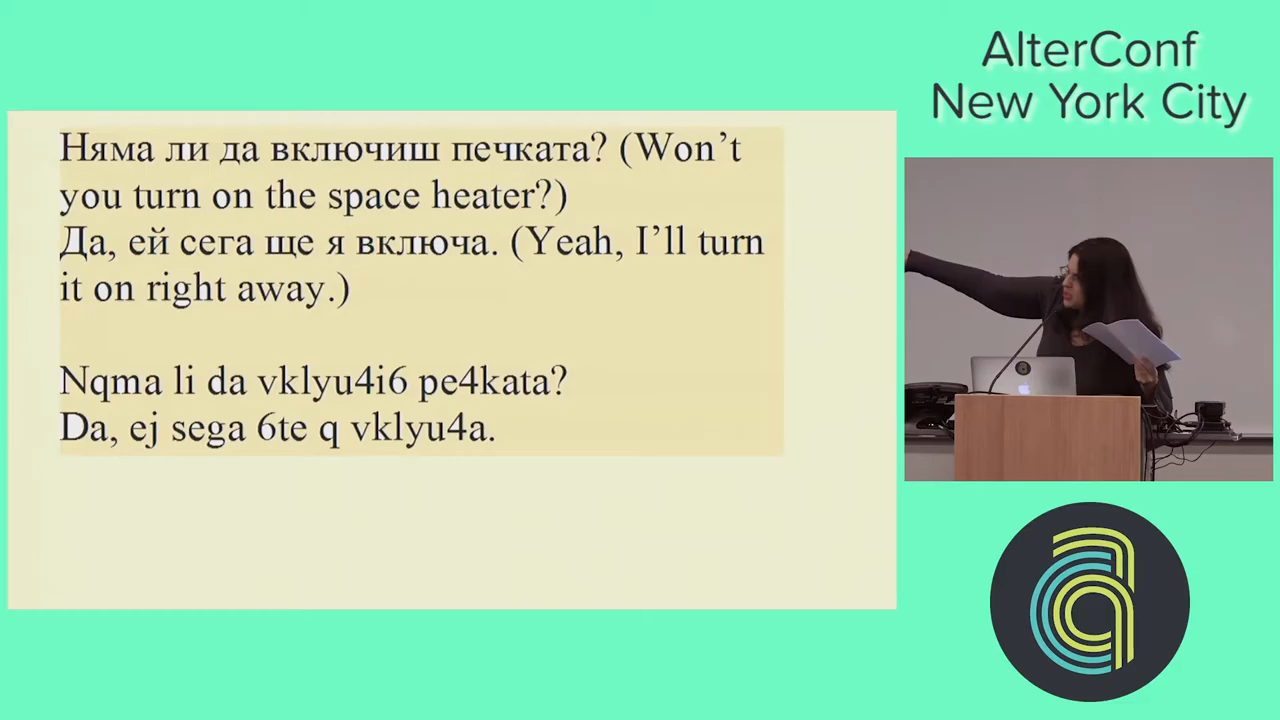 AlterConf
New York City
Няма ли да включиш печката? (Won’t
you turn on the space heater?)
Да, ей сега ще я включа. (Yeah, I’ll turn
it on right away.)
Nqma li da vklyu4i6 pe4kata?
Da, ej sega 6te q vklyu4a.